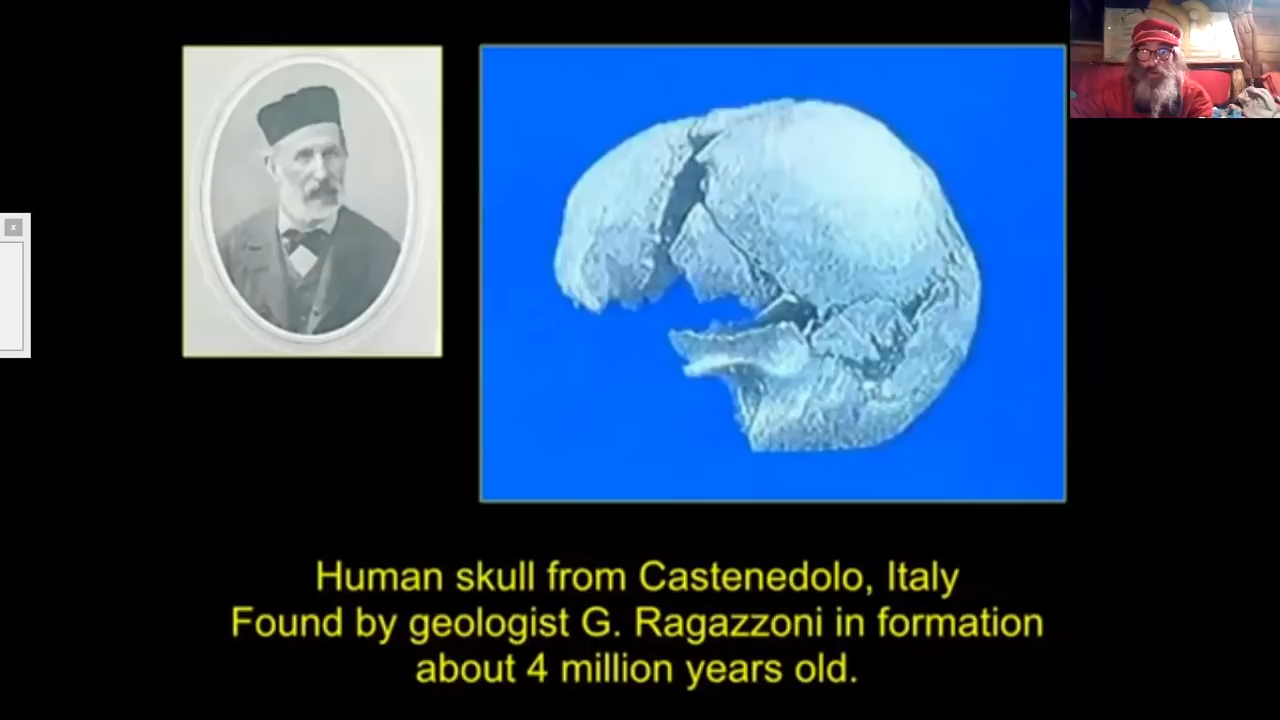 Human skull from Castenedolo, Italy
Found by geologist G. Ragazzoni in formation
about 4 million years old.